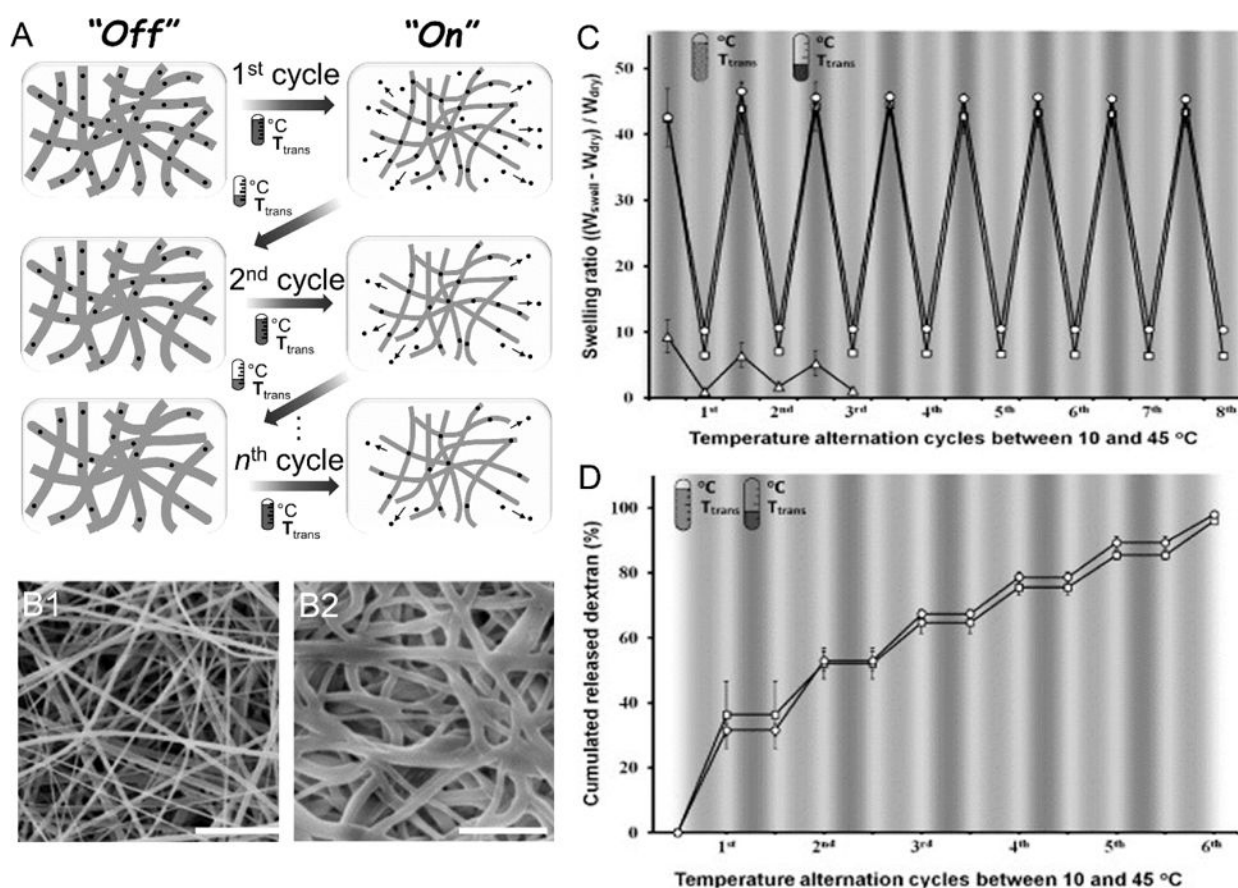 A
"Off"
"On"
1st cycle
°C
Ttrans
°C
Ttrans
2nd cycle
°C
Ttrans
°C
Ttrans
nth cycle
°C
Ttrans
B1
B2
C
°C
Ttrans
°C
Ttrans
Swelling ratio ((Wswell - Wdry) / Wdry)
50
40
30
20
10
0
1st 2nd 3rd 4th 5th 6th 7th 8th
Temperature alternation cycles between 10 and 45 °C
D
°C
Ttrans
°C
Ttrans
Cumulated released dextran (%)
100
80
60
40
20
0
1st 2nd 3rd 4th 5th 6th
Temperature alternation cycles between 10 and 45 °C